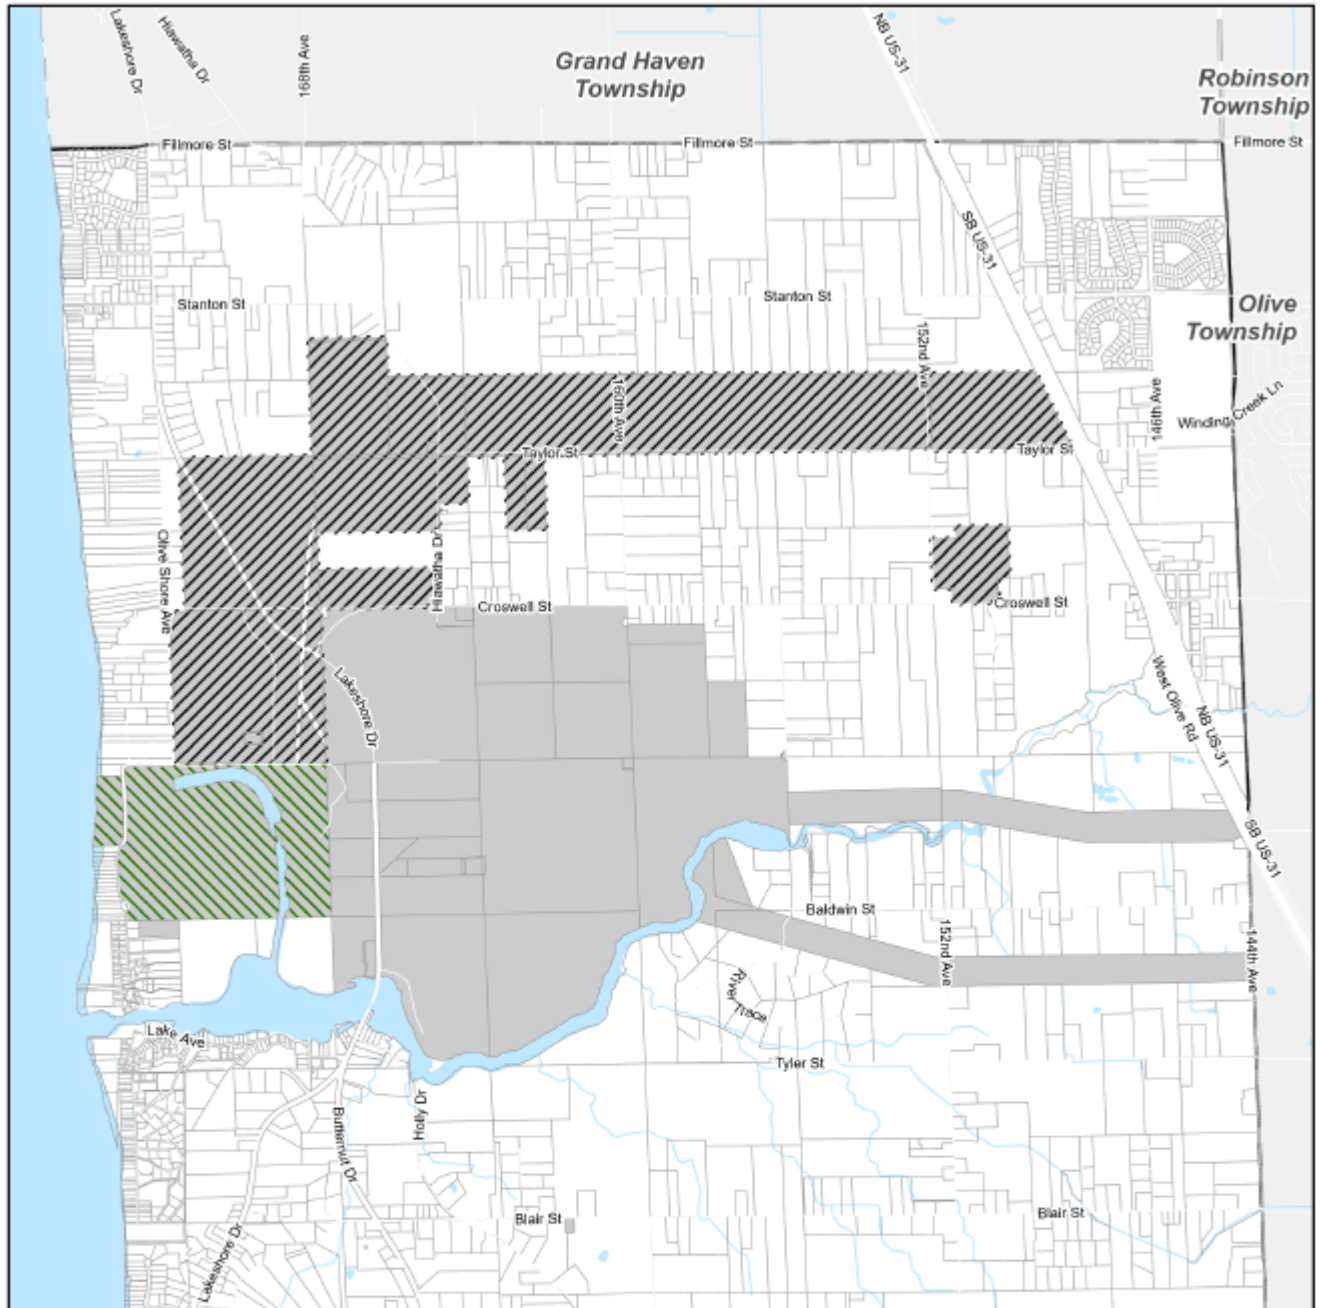 Lakeshore Dr
Hiawatha Dr
168th Ave
Grand Haven
Township
NB US-31
Robinson
Township
Fillmore St
Fillmore St
Fillmore St
SB US-31
Stanton St
Stanton St
Olive
Township
152nd Ave
160th Ave
146th Ave
Winding Creek Ln
Taylor St
Taylor St
Olive Shore Ave
Hiawatha Dr
Croswell St
Croswell St
Lakeshore Dr
West Olive Rd
NB US-31
SB US-31
Baldwin St
152nd Ave
144th Ave
River Trace
Lake Ave
Tyler St
Holly Dr
Butternut Dr
Blair St
Blair St
Lakeshore Dr